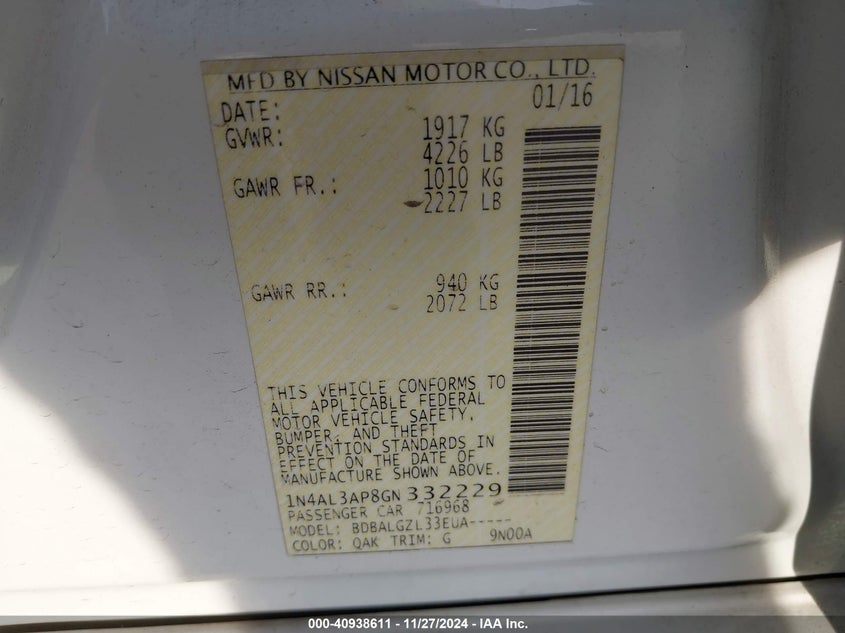 MFD BY NISSAN MOTOR CO., LTD.
DATE: 01/16
GVWR: 1917 KG
4226 LB
GAWR FR.: 1010 KG
2227 LB
GAWR RR.: 940 KG
2072 LB
THIS VEHICLE CONFORMS TO
ALL APPLICABLE FEDERAL
MOTOR VEHICLE SAFETY,
BUMPER, AND THEFT
PREVENTION STANDARDS IN
EFFECT ON THE DATE OF
MANUFACTURE SHOWN ABOVE.
1N4AL3AP8GN 332229
PASSENGER CAR 716968
MODEL: BDBALGZL33EUA-----
COLOR: QAK TRIM: G 9N00A
000-40938611 - 11/27/2024 - IAA Inc.